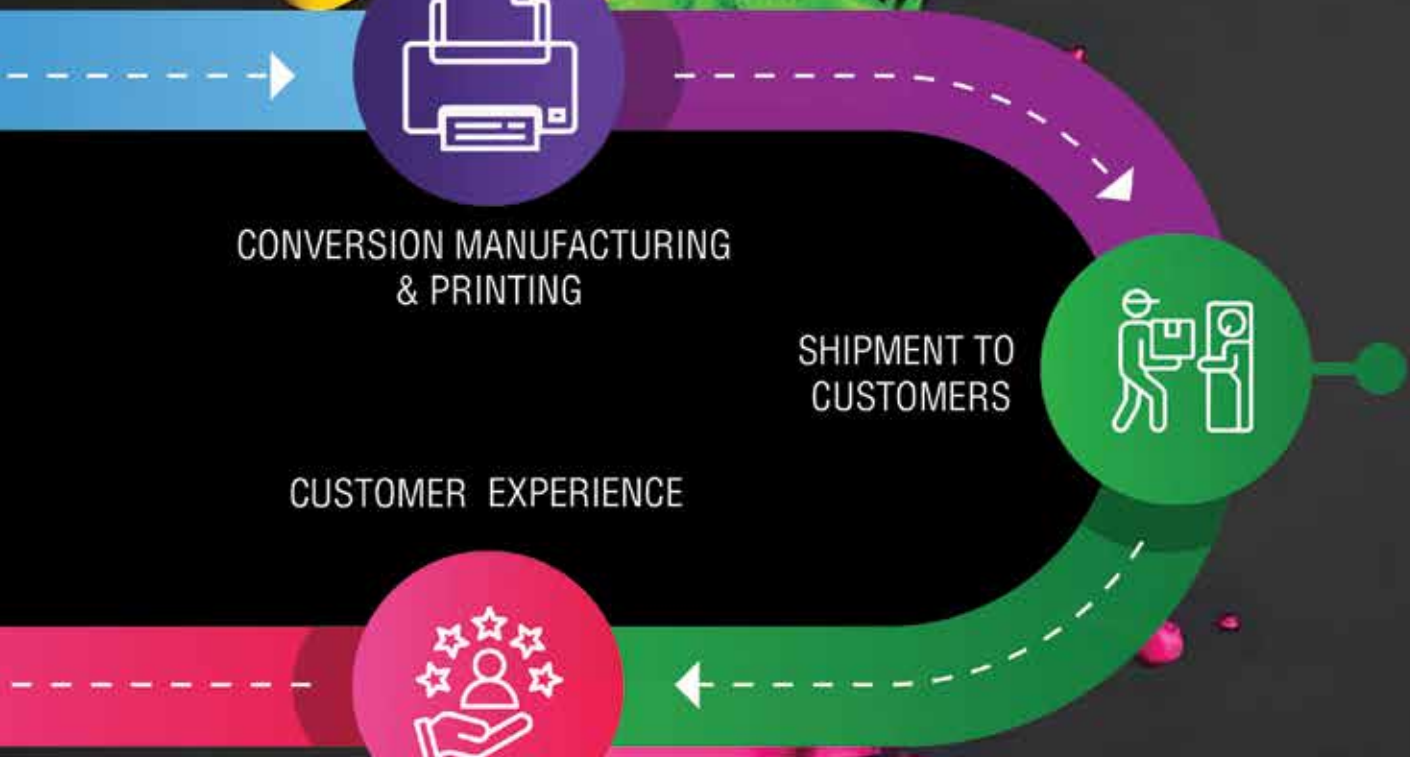 CONVERSION MANUFACTURING
& PRINTING
SHIPMENT TO
CUSTOMERS
CUSTOMER EXPERIENCE